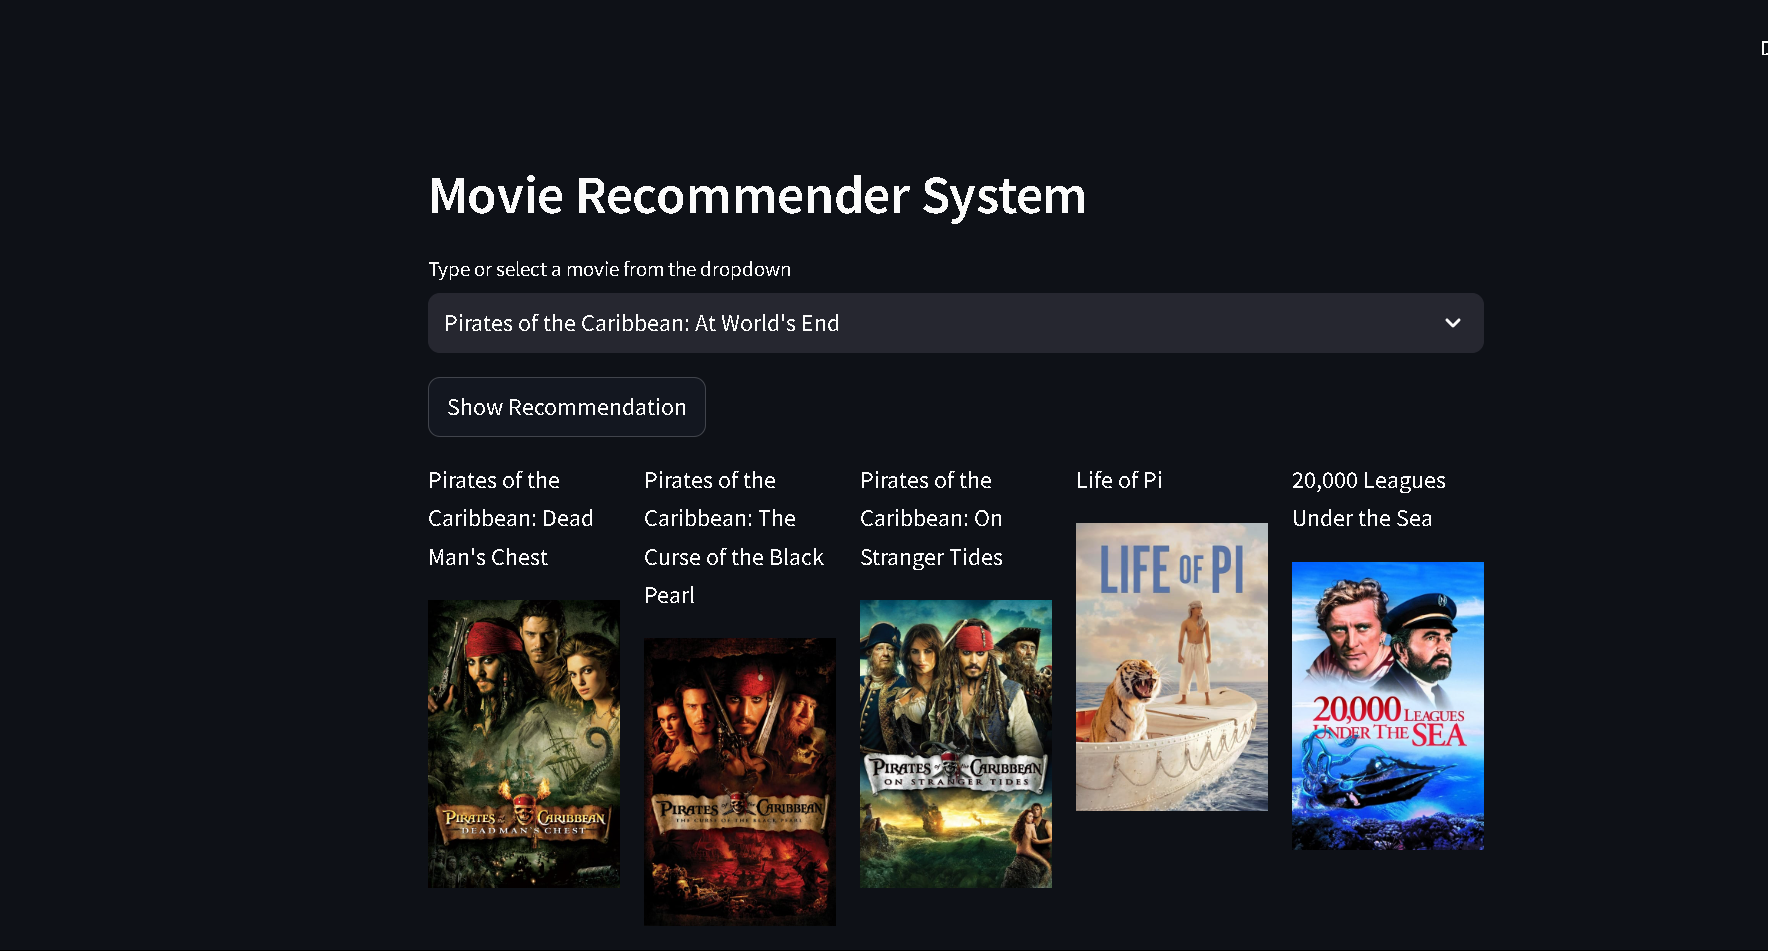 D
Movie Recommender System
Type or select a movie from the dropdown
Pirates of the Caribbean: At World's End
Show Recommendation
Pirates of the
Caribbean: Dead
Man's Chest
PIRATES of the CARIBBEAN
DEAD MAN'S CHEST
Pirates of the
Caribbean: The
Curse of the Black
Pearl
PIRATES of the CARIBBEAN
THE CURSE OF THE BLACK PEARL
Pirates of the
Caribbean: On
Stranger Tides
PIRATES of the CARIBBEAN
ON STRANGER TIDES
Life of Pi
LIFE OF PI
20,000 Leagues
Under the Sea
20,000 LEAGUES
UNDER THE SEA